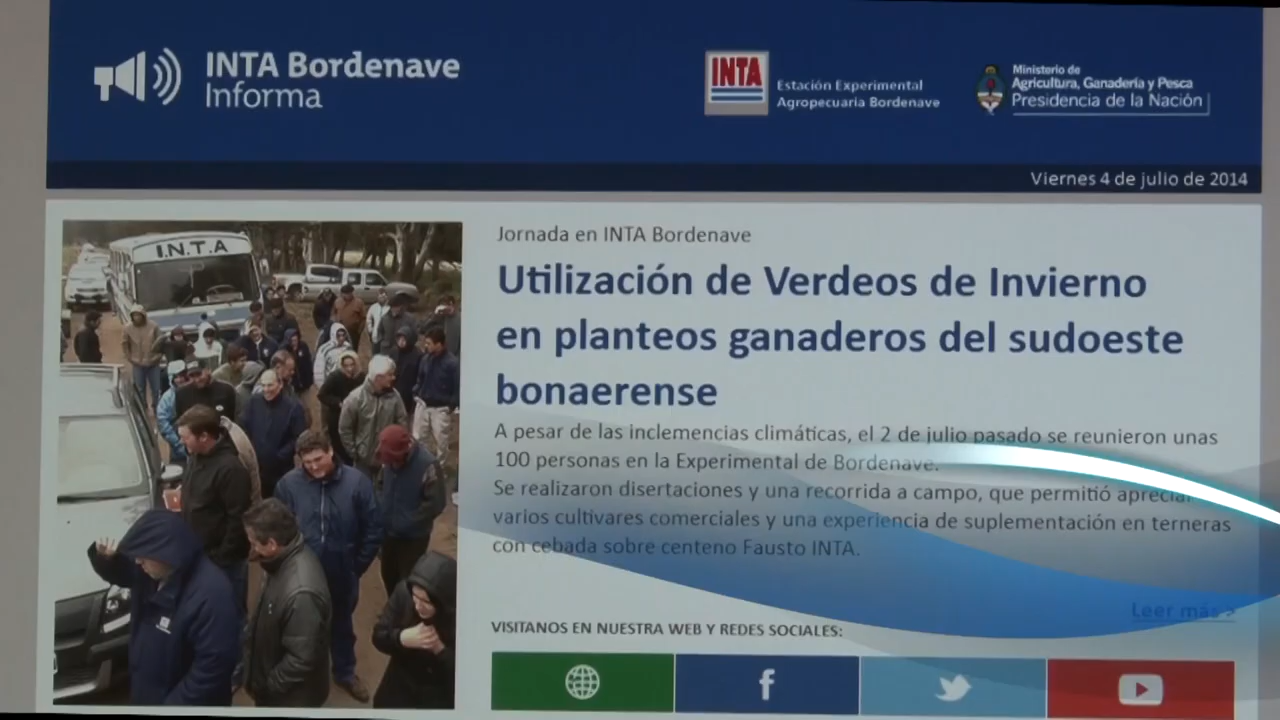 INTA Bordenave
Informa
INTA
Estación Experimental
Agropecuaria Bordenave
Ministerio de
Agricultura, Ganadería y Pesca
Presidencia de la Nación
Viernes 4 de julio de 2014
I.N.T.A
Jornada en INTA Bordenave
Utilización de Verdeos de Invierno
en planteos ganaderos del sudoeste
bonaerense
A pesar de las inclemencias climáticas, el 2 de julio pasado se reunieron unas
100 personas en la Experimental de Bordenave.
Se realizaron disertaciones y una recorrida a campo, que permitió apreciar
varios cultivares comerciales y una experiencia de suplementación en terneras
con cebada sobre centeno Fausto INTA.
Leer más >
VISITANOS EN NUESTRA WEB Y REDES SOCIALES: